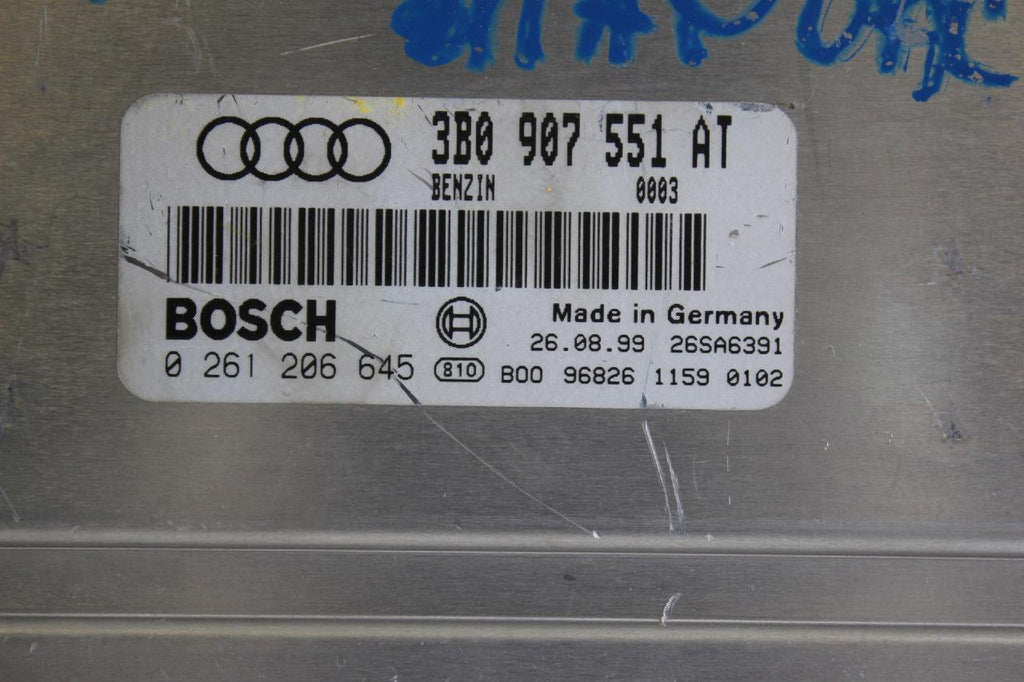 3B0 907 551 AT
BENZIN 0003
BOSCH
Made in Germany
26.08.99 26SA6391
0 261 206 645 810 B00 96826 1159 0102